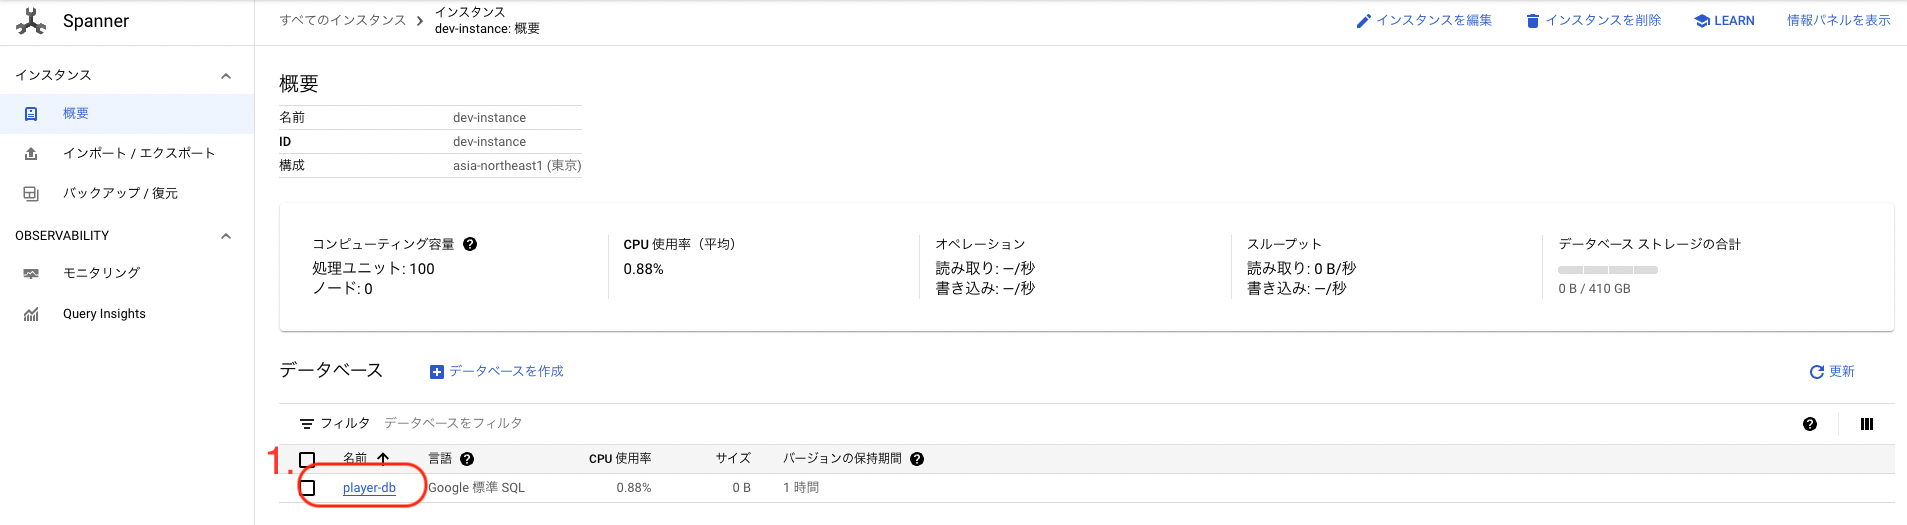 Spanner
すべてのインスタンス
インスタンス
dev-instance: 概要
インスタンスを編集
インスタンスを削除
LEARN
情報パネルを表示
インスタンス
概要
インポート / エクスポート
バックアップ / 復元
OBSERVABILITY
モニタリング
Query Insights
概要
名前 dev-instance
ID dev-instance
構成 asia-northeast1 (東京)
コンピューティング容量
処理ユニット: 100
ノード: 0
CPU 使用率（平均）
0.88%
オペレーション
読み取り: —/秒
書き込み: —/秒
スループット
読み取り: 0 B/秒
書き込み: —/秒
データベース ストレージの合計
0 B / 410 GB
データベース
データベースを作成
更新
フィルタ データベースをフィルタ
1.
名前 言語 CPU 使用率 サイズ バージョンの保持期間
player-db Google 標準 SQL 0.88% 0 B 1 時間